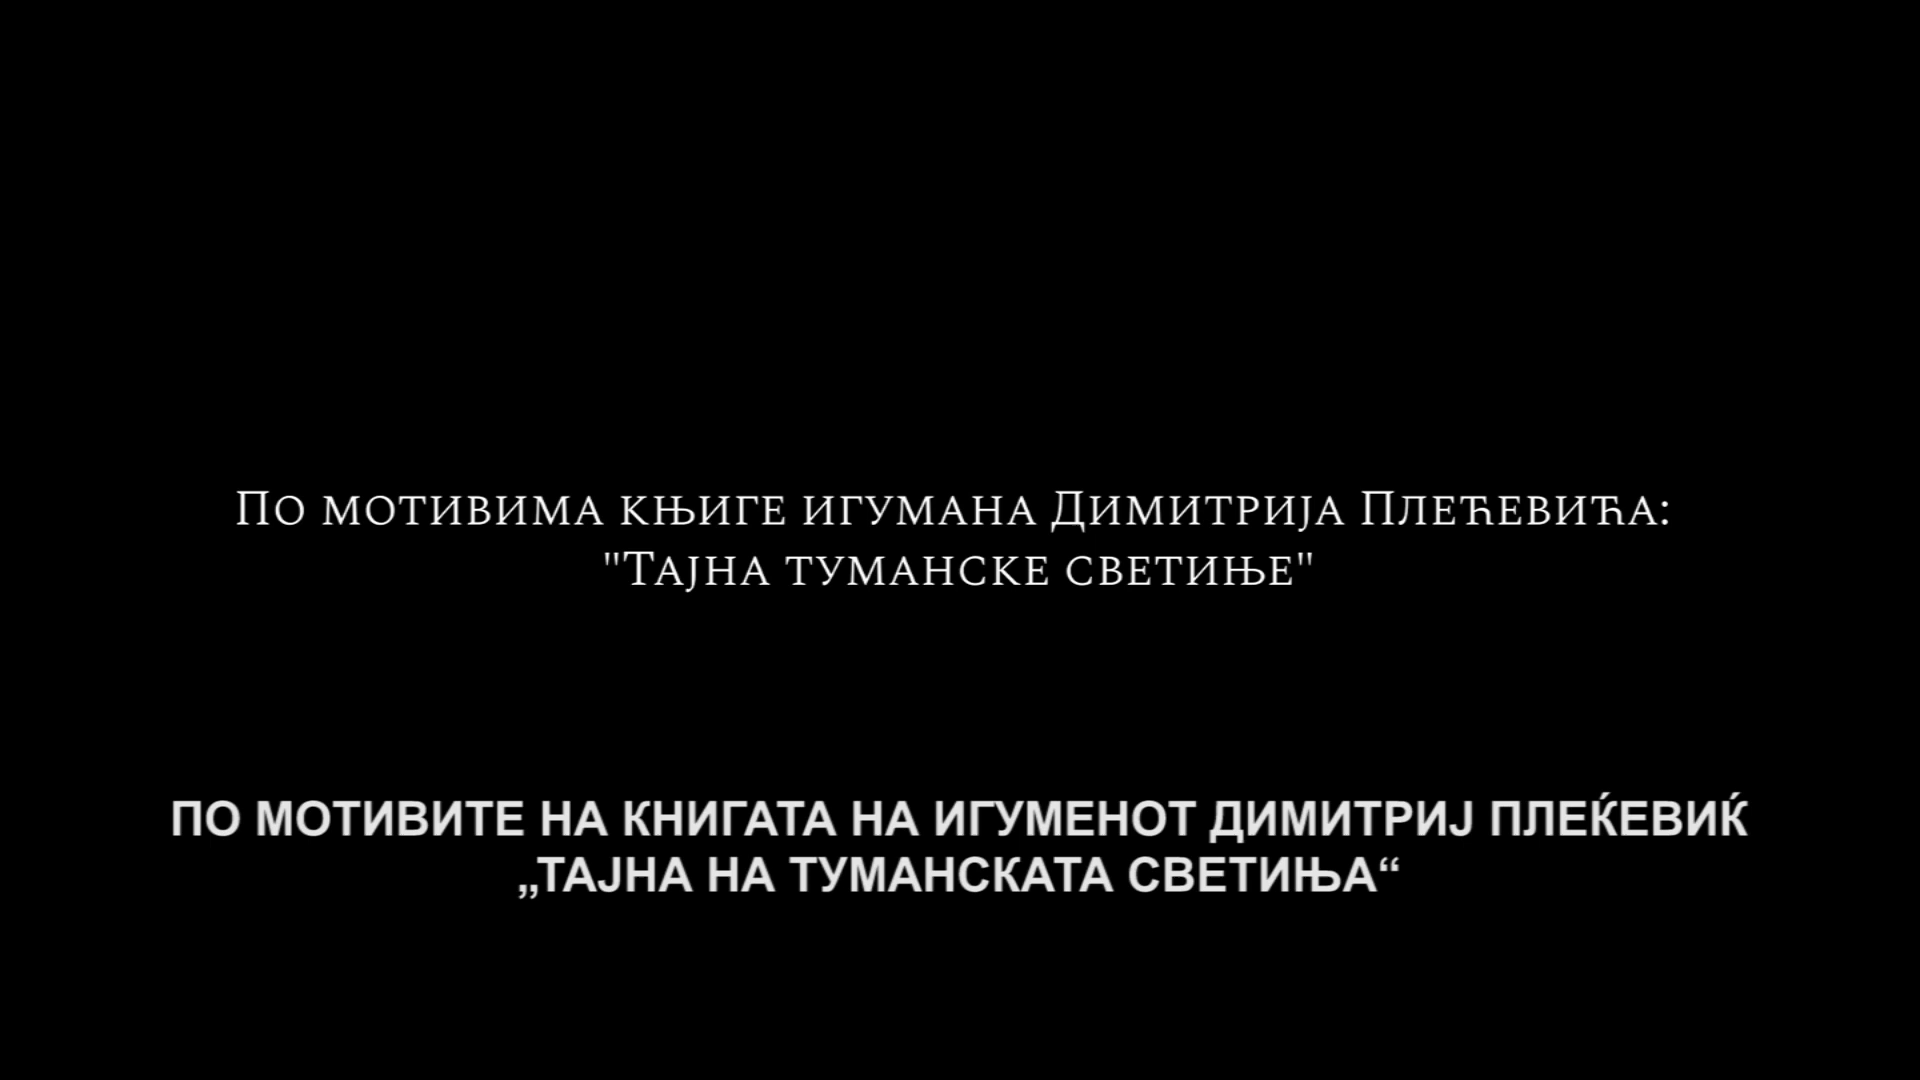 По мотивима књиге игумана Димитрија Плећевића:
"Тајна туманске светиње"
ПО МОТИВИТЕ НА КНИГАТА НА ИГУМЕНОТ ДИМИТРИЈ ПЛЕЌЕВИЌ
„ТАЈНА НА ТУМАНСКАТА СВЕТИЊА“